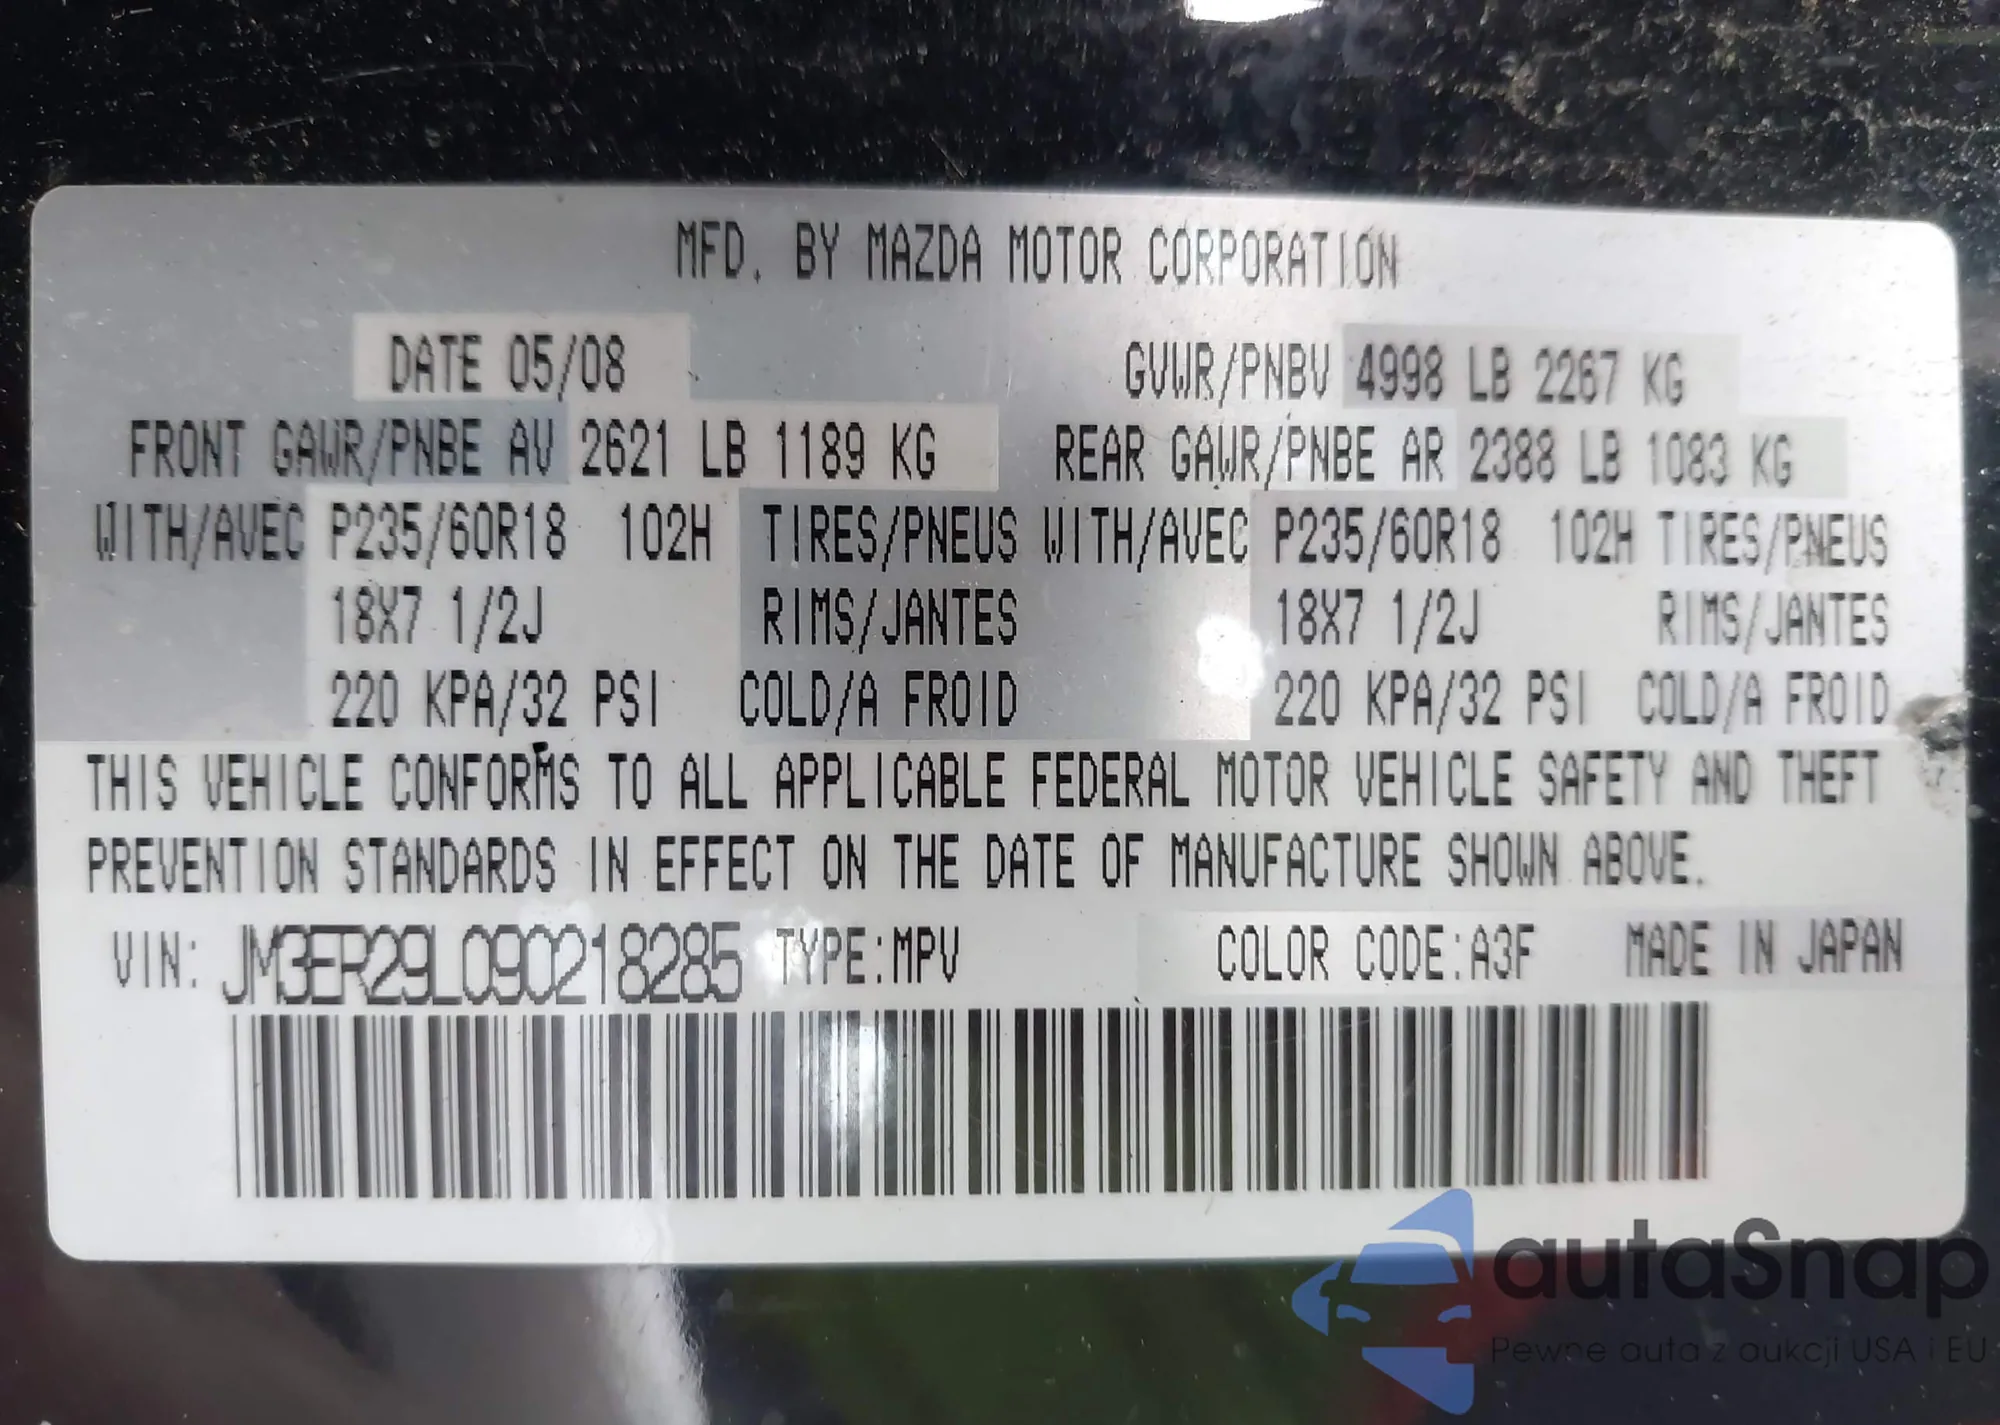 MFD. BY MAZDA MOTOR CORPORATION
DATE 05/08 GVWR/PNBV 4998 LB 2267 KG
FRONT GAWR/PNBE AV 2621 LB 1189 KG REAR GAWR/PNBE AR 2388 LB 1083 KG
WITH/AVEC P235/60R18 102H TIRES/PNEUS WITH/AVEC P235/60R18 102H TIRES/PNEUS
18X7 1/2J RIMS/JANTES 18X7 1/2J RIMS/JANTES
220 KPA/32 PSI COLD/A FROID 220 KPA/32 PSI COLD/A FROID
THIS VEHICLE CONFORMS TO ALL APPLICABLE FEDERAL MOTOR VEHICLE SAFETY AND THEFT
PREVENTION STANDARDS IN EFFECT ON THE DATE OF MANUFACTURE SHOWN ABOVE.
VIN: JM3ER29L090218285 TYPE:MPV COLOR CODE:A3F MADE IN JAPAN
autaSnap
Pewne auta z aukcji USA i EU